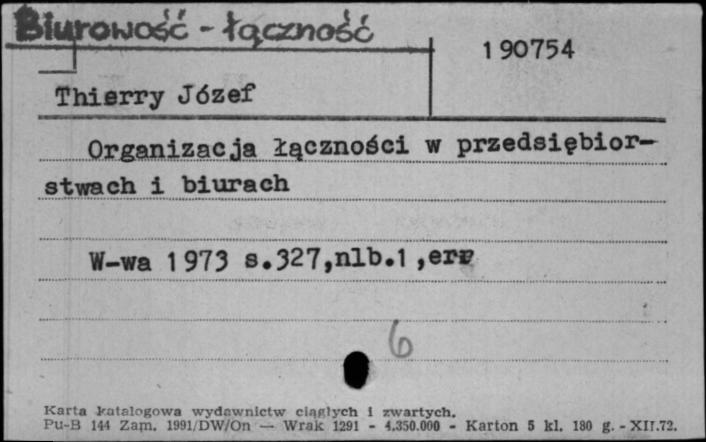 Biurowość - łączność
190754
Thierry Józef
Organizacja łączności w przedsiębior-
stwach i biurach
W-wa 1973 s.327,nlb.1,err
6
Karta katalogowa wydawnictw ciągłych i zwartych.
Pu-B 144 Zam. 1991/DW/On — Wrak 1291 - 4.350.000 - Karton 5 kl. 180 g. - XII.72.